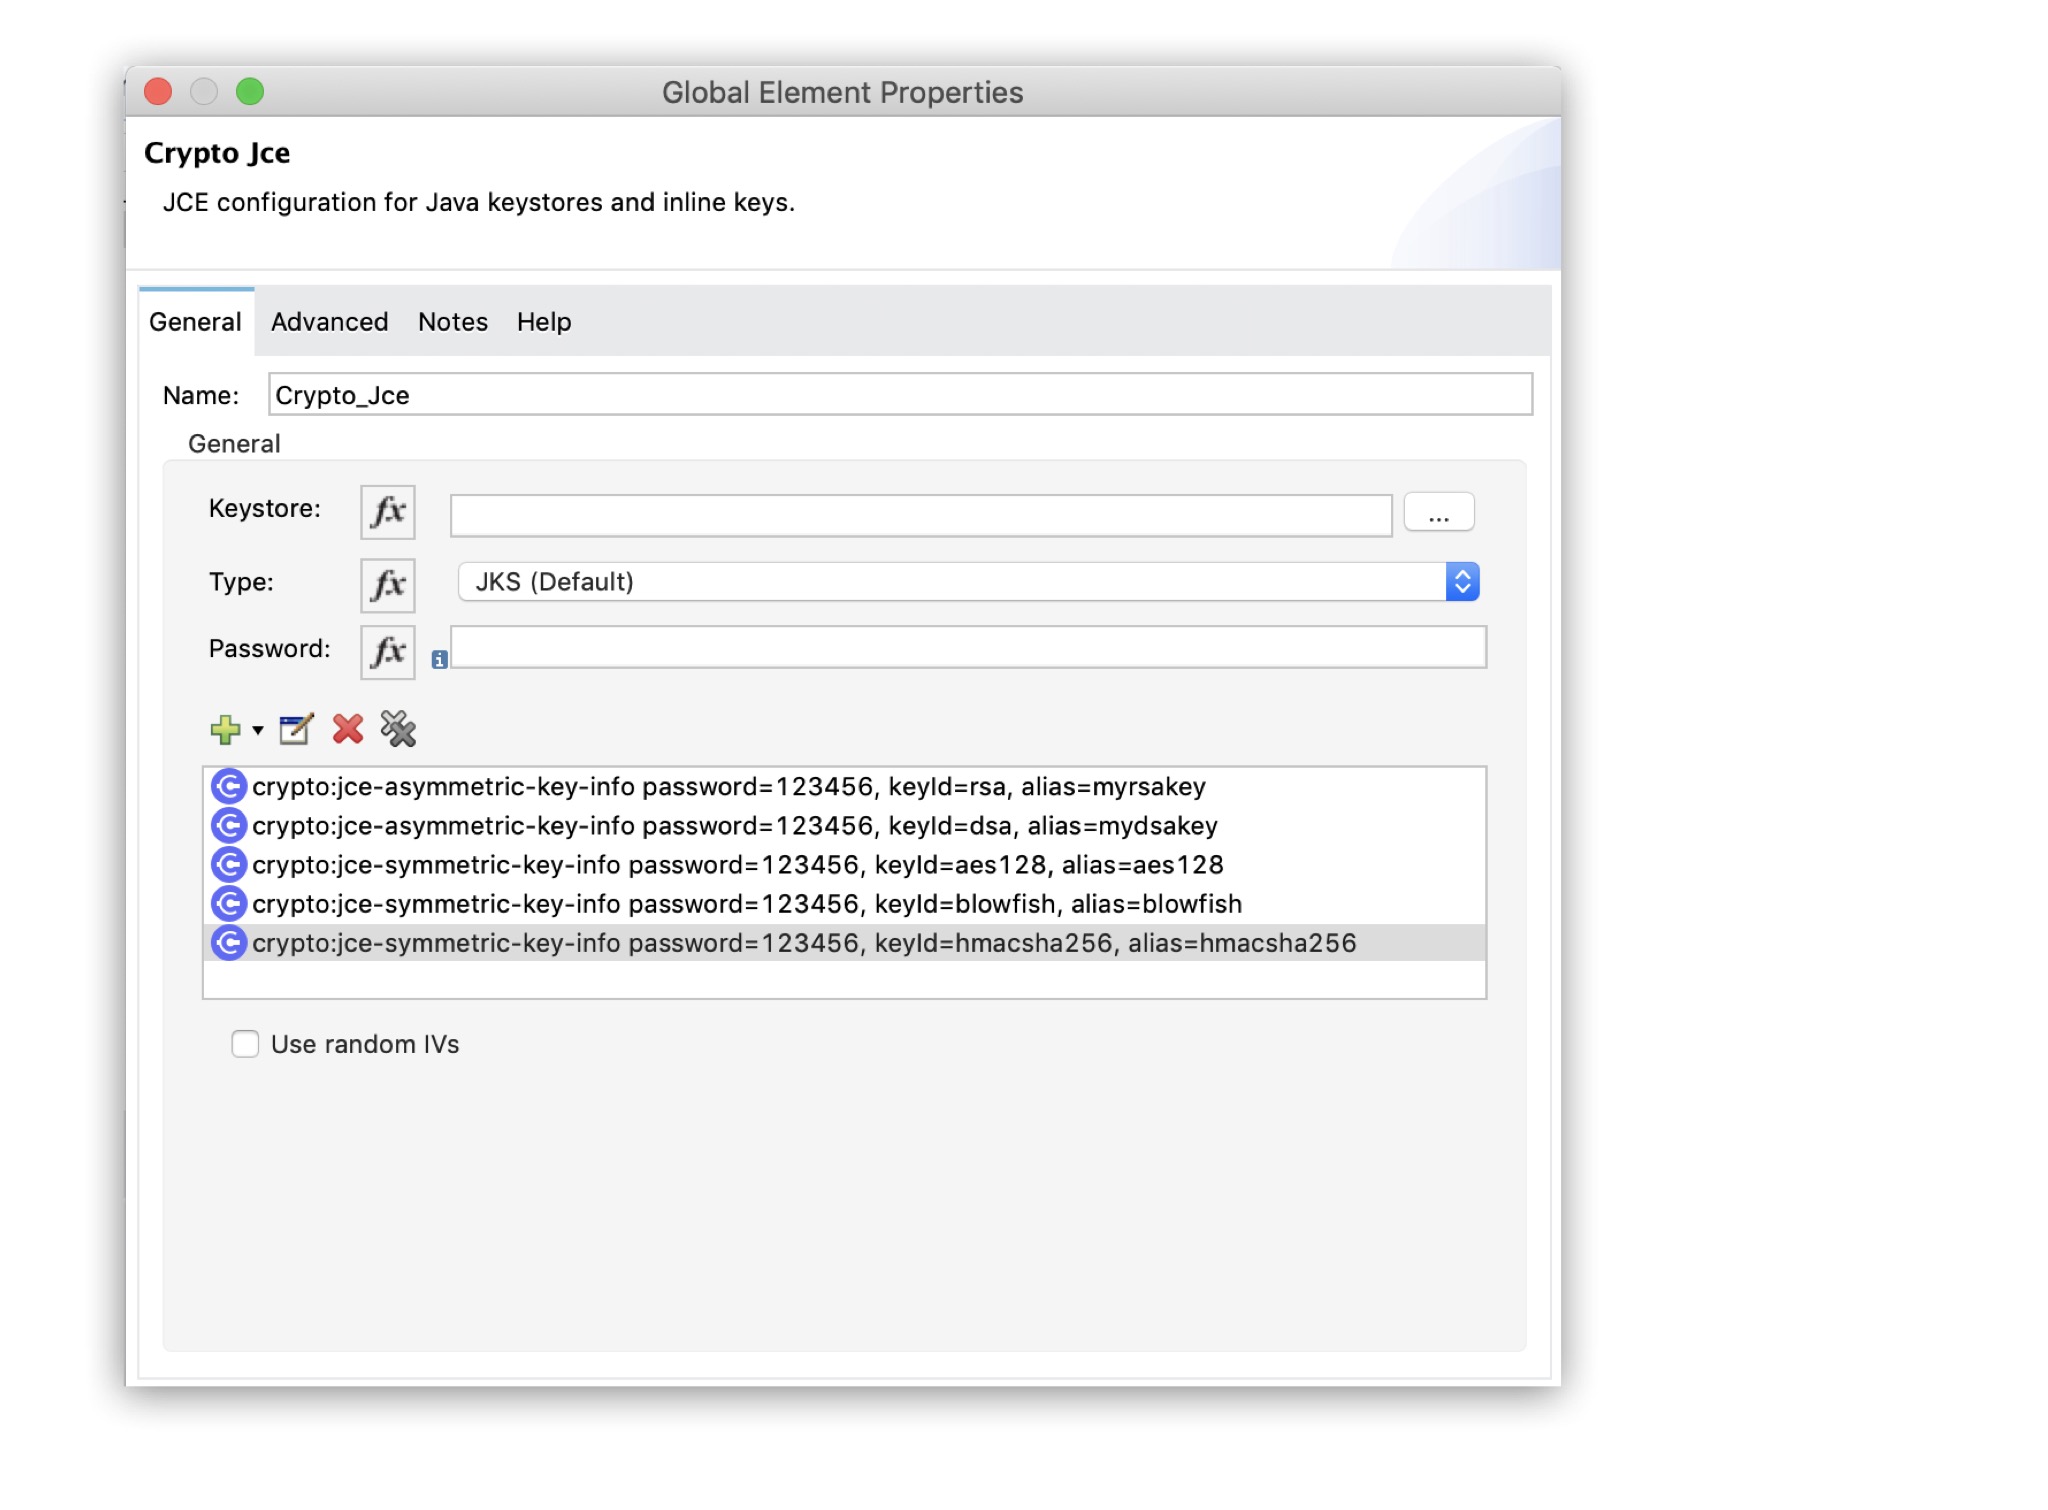 Global Element Properties
Crypto Jce
JCE configuration for Java keystores and inline keys.
General Advanced Notes Help
Name: Crypto_Jce
General
Keystore: fx ...
Type: fx JKS (Default)
Password: fx i
crypto:jce-asymmetric-key-info password=123456, keyId=rsa, alias=myrsakey
crypto:jce-asymmetric-key-info password=123456, keyId=dsa, alias=mydsakey
crypto:jce-symmetric-key-info password=123456, keyId=aes128, alias=aes128
crypto:jce-symmetric-key-info password=123456, keyId=blowfish, alias=blowfish
crypto:jce-symmetric-key-info password=123456, keyId=hmacsha256, alias=hmacsha256
Use random IVs